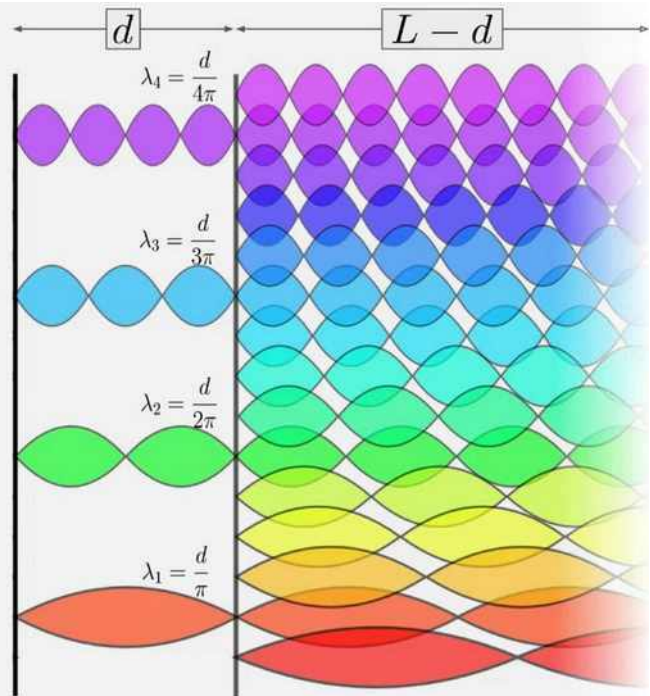 d
L − d
λ₄ = d/4π
λ₃ = d/3π
λ₂ = d/2π
λ₁ = d/π